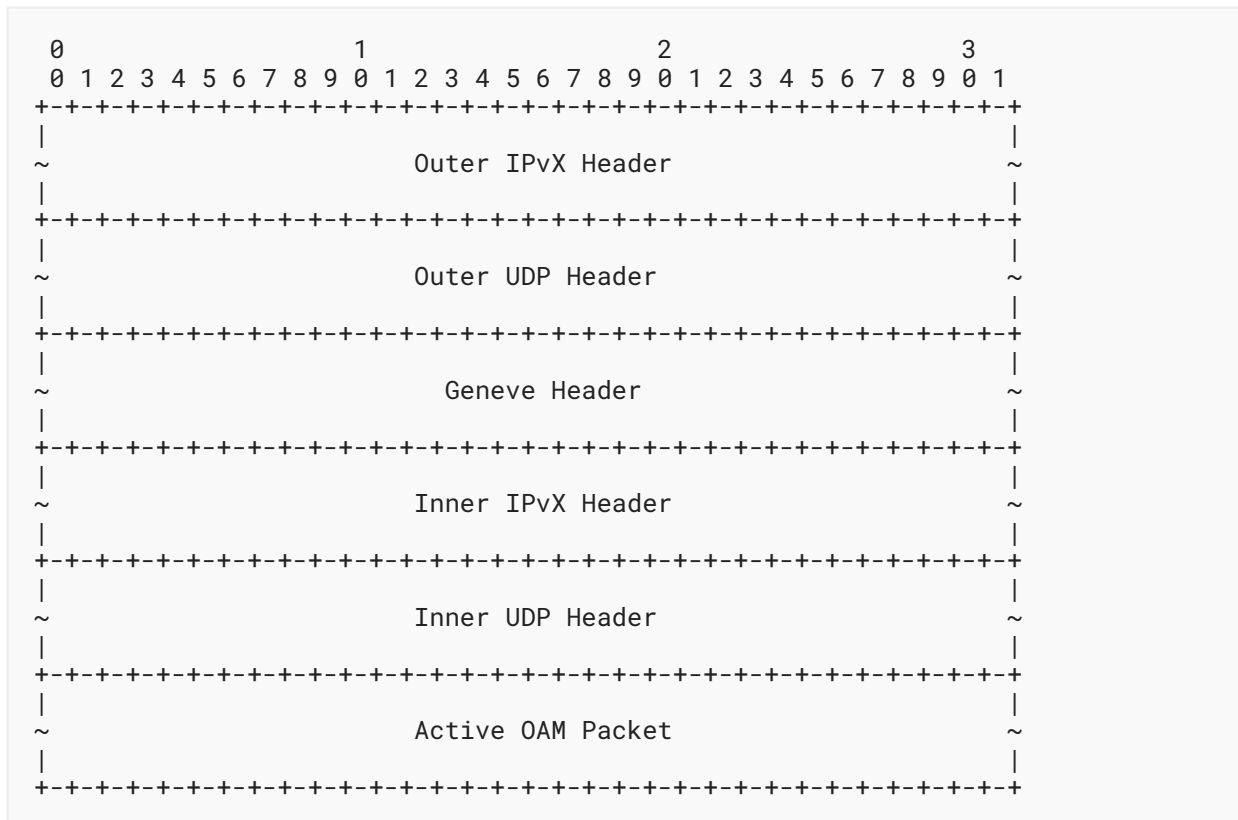 0                   1                   2                   3
 0 1 2 3 4 5 6 7 8 9 0 1 2 3 4 5 6 7 8 9 0 1 2 3 4 5 6 7 8 9 0 1
+-+-+-+-+-+-+-+-+-+-+-+-+-+-+-+-+-+-+-+-+-+-+-+-+-+-+-+-+-+-+-+-+
|                                                               |
~                        Outer IPvX Header                      ~
|                                                               |
+-+-+-+-+-+-+-+-+-+-+-+-+-+-+-+-+-+-+-+-+-+-+-+-+-+-+-+-+-+-+-+-+
|                                                               |
~                        Outer UDP Header                       ~
|                                                               |
+-+-+-+-+-+-+-+-+-+-+-+-+-+-+-+-+-+-+-+-+-+-+-+-+-+-+-+-+-+-+-+-+
|                                                               |
~                          Geneve Header                        ~
|                                                               |
+-+-+-+-+-+-+-+-+-+-+-+-+-+-+-+-+-+-+-+-+-+-+-+-+-+-+-+-+-+-+-+-+
|                                                               |
~                        Inner IPvX Header                      ~
|                                                               |
+-+-+-+-+-+-+-+-+-+-+-+-+-+-+-+-+-+-+-+-+-+-+-+-+-+-+-+-+-+-+-+-+
|                                                               |
~                        Inner UDP Header                       ~
|                                                               |
+-+-+-+-+-+-+-+-+-+-+-+-+-+-+-+-+-+-+-+-+-+-+-+-+-+-+-+-+-+-+-+-+
|                                                               |
~                        Active OAM Packet                      ~
|                                                               |
+-+-+-+-+-+-+-+-+-+-+-+-+-+-+-+-+-+-+-+-+-+-+-+-+-+-+-+-+-+-+-+-+